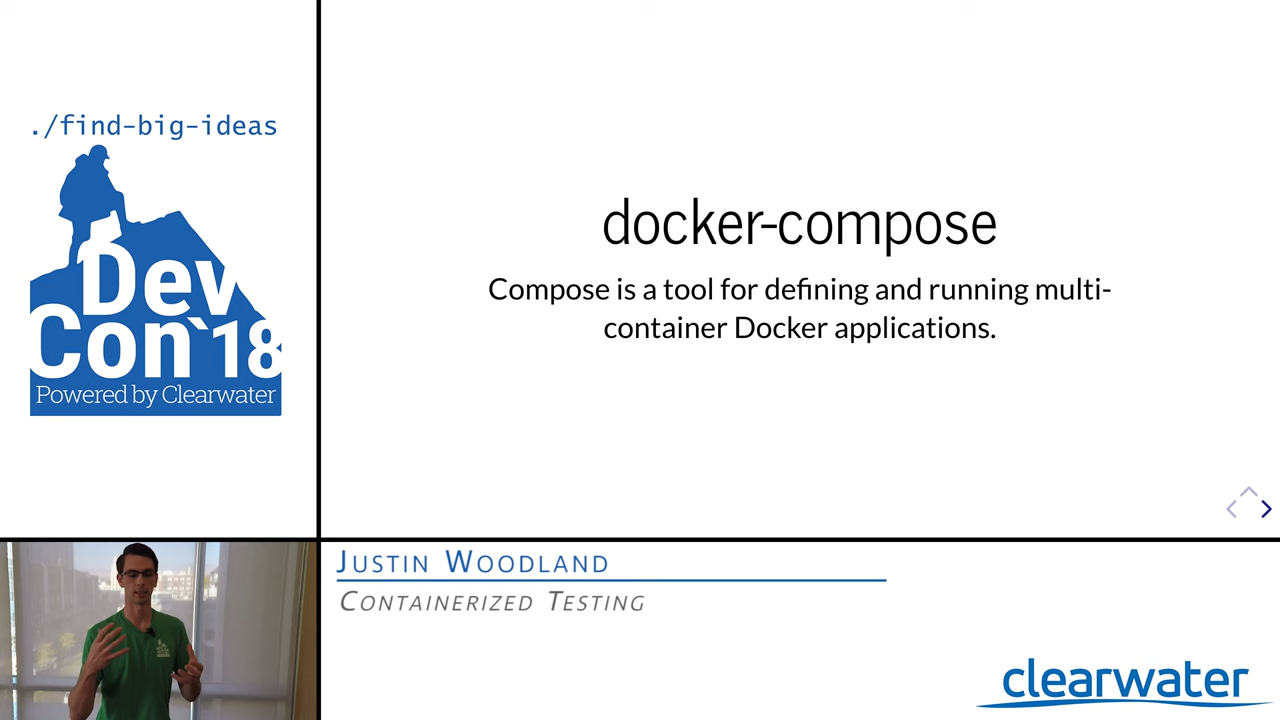 ./find-big-ideas
Dev
Con`18
Powered by Clearwater
docker-compose
Compose is a tool for defining and running multi-
container Docker applications.
Justin Woodland
Containerized Testing
clearwater